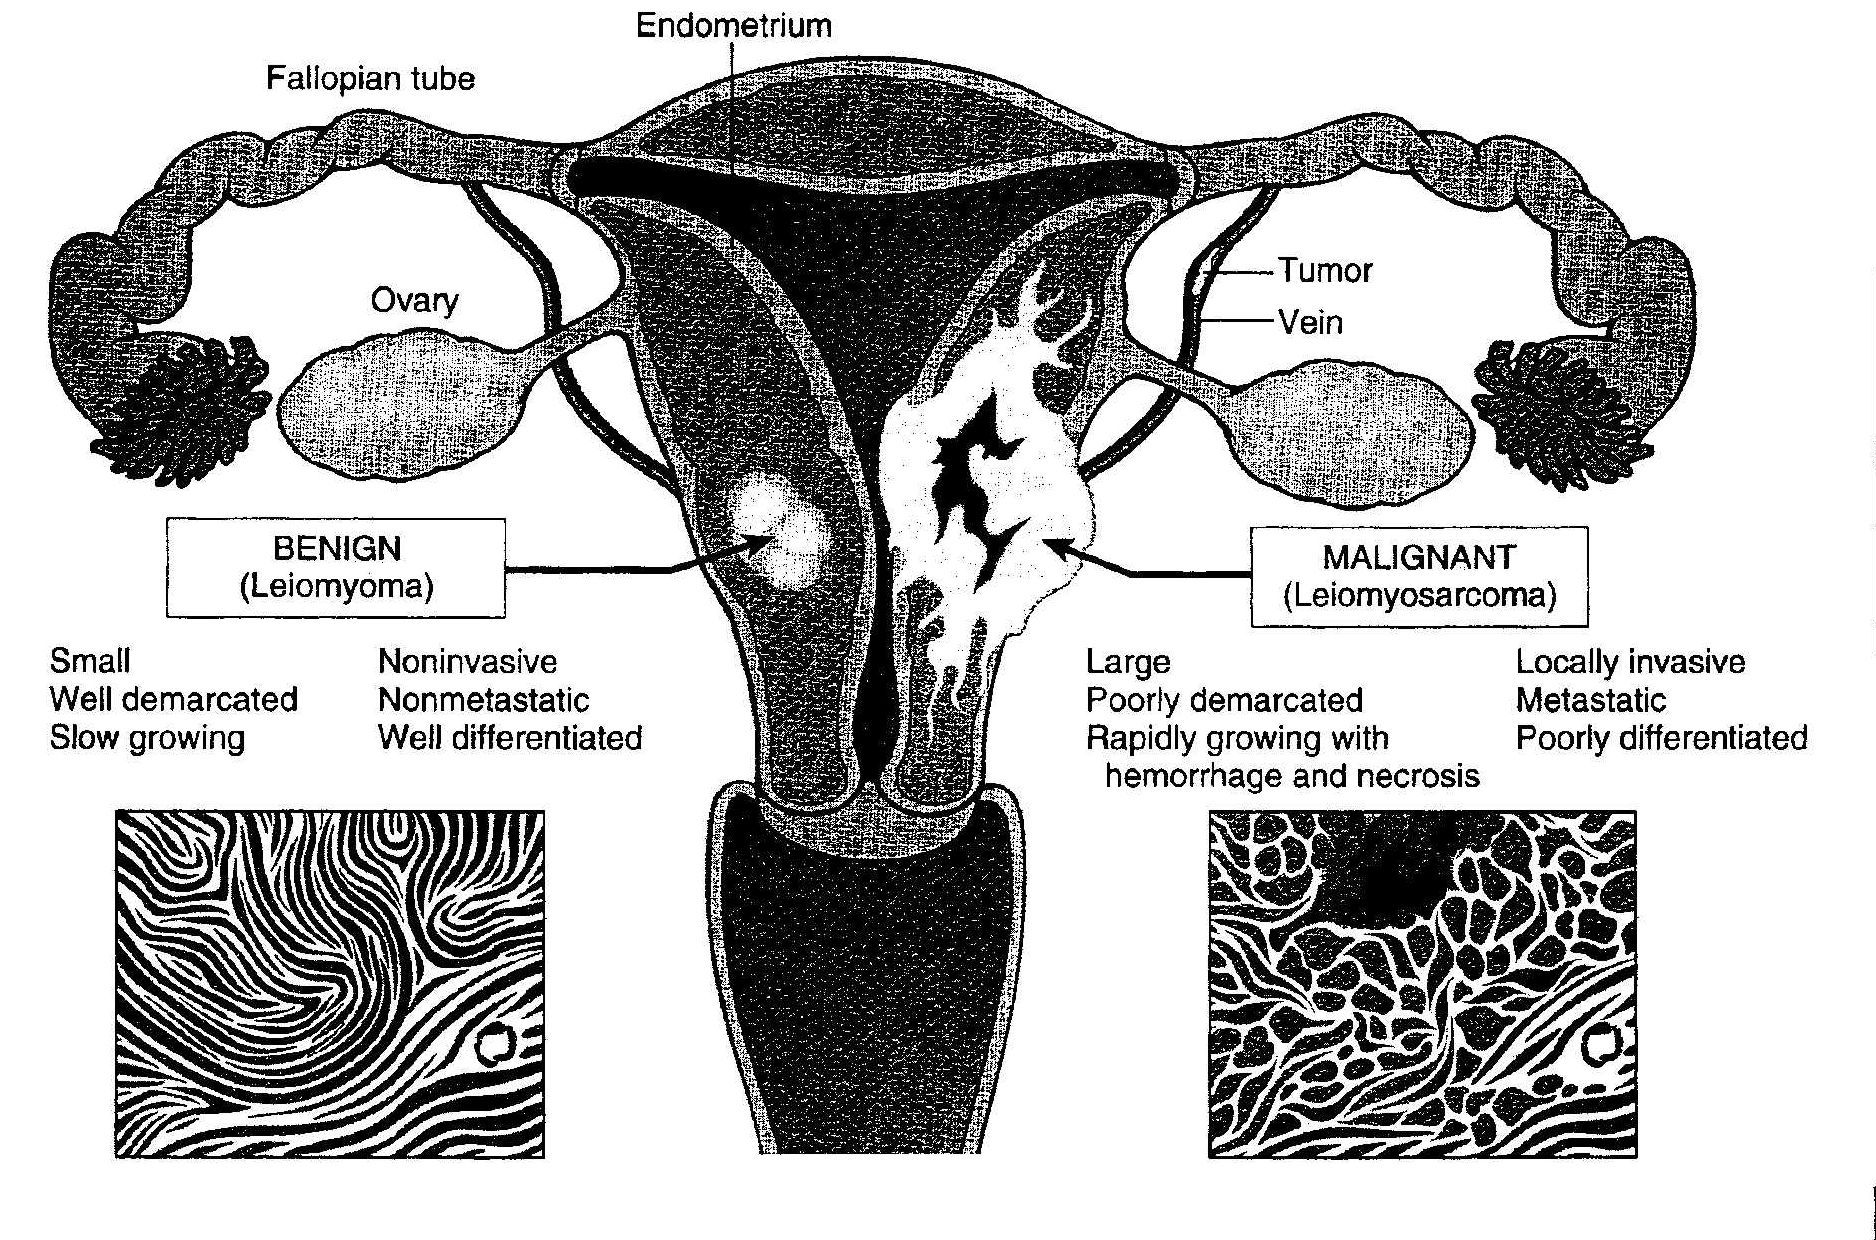 Endometrium
Fallopian tube
Ovary
Tumor
Vein
BENIGN
(Leiomyoma)
MALIGNANT
(Leiomyosarcoma)
Small
Well demarcated
Slow growing
Noninvasive
Nonmetastatic
Well differentiated
Large
Poorly demarcated
Rapidly growing with
hemorrhage and necrosis
Locally invasive
Metastatic
Poorly differentiated